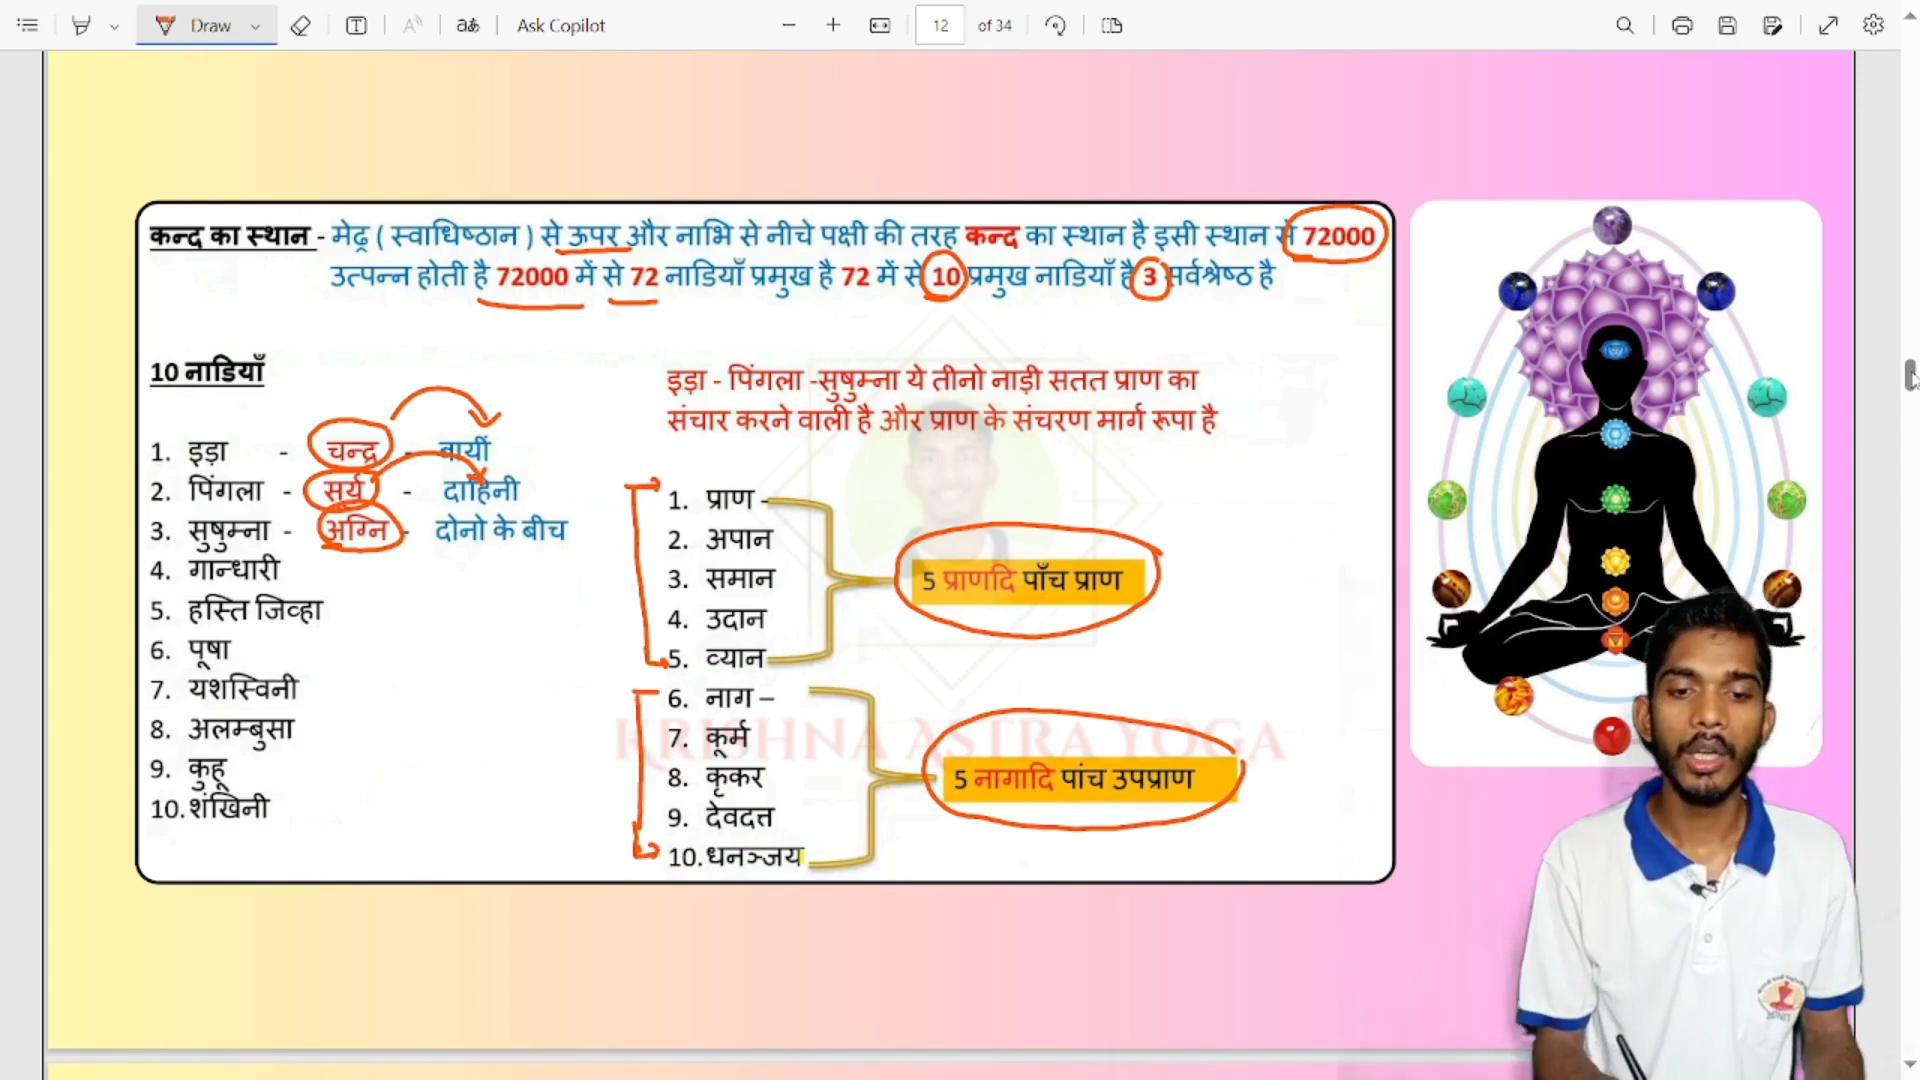 Draw
Ask Copilot
12 of 34
कन्द का स्थान - मेढ्र ( स्वाधिष्ठान ) से ऊपर और नाभि से नीचे पक्षी की तरह कन्द का स्थान है इसी स्थान से 72000
उत्पन्न होती है 72000 में से 72 नाडियाँ प्रमुख है 72 में से 10 प्रमुख नाडियाँ है 3 सर्वश्रेष्ठ है
10 नाडियाँ
1. इड़ा - चन्द्र - बायीं
2. पिंगला - सूर्य - दाहिनी
3. सुषुम्ना - अग्नि - दोनो के बीच
4. गान्धारी
5. हस्ति जिव्हा
6. पूषा
7. यशस्विनी
8. अलम्बुसा
9. कुहू
10. शंखिनी
इड़ा - पिंगला -सुषुम्ना ये तीनो नाड़ी सतत प्राण का
संचार करने वाली है और प्राण के संचरण मार्ग रूपा है
1. प्राण -
2. अपान
3. समान
4. उदान
5. व्यान
5 प्राणदि पाँच प्राण
6. नाग –
7. कूर्म
8. कृकर
9. देवदत्त
10. धनञ्जय
5 नागादि पांच उपप्राण
KRISHNA ASTRA YOGA